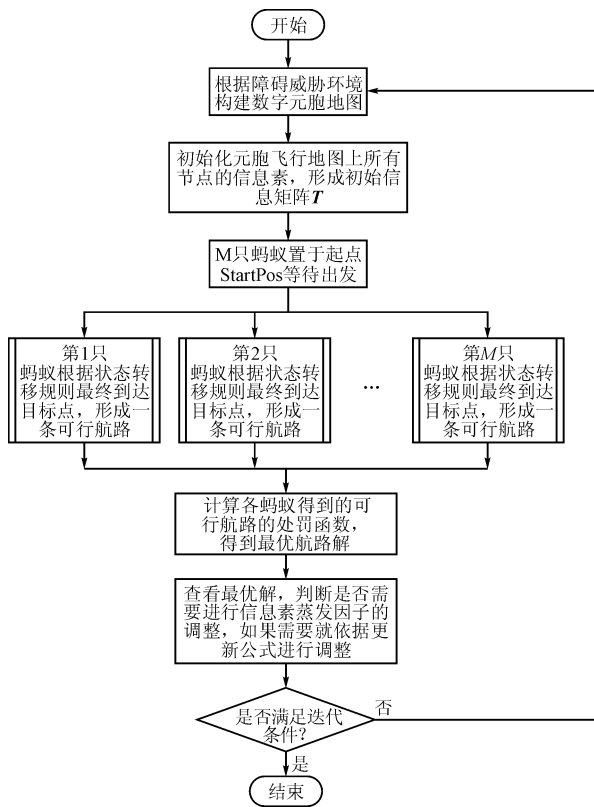 开始
根据障碍威胁环境
构建数字元胞地图
初始化元胞飞行地图上所有
节点的信息素，形成初始信
息矩阵T
M只蚂蚁置于起点
StartPos等待出发
第1只
蚂蚁根据状态转
移规则最终到达
目标点，形成一
条可行航路
第2只
蚂蚁根据状态转
移规则最终到达
目标点，形成一
条可行航路
...
第M只
蚂蚁根据状态转
移规则最终到达
目标点，形成一
条可行航路
计算各蚂蚁得到的可
行航路的处罚函数，
得到最优航路解
查看最优解，判断是否需
要进行信息素蒸发因子的
调整，如果需要就依据更
新公式进行调整
是否满足迭代
条件?
否
是
结束